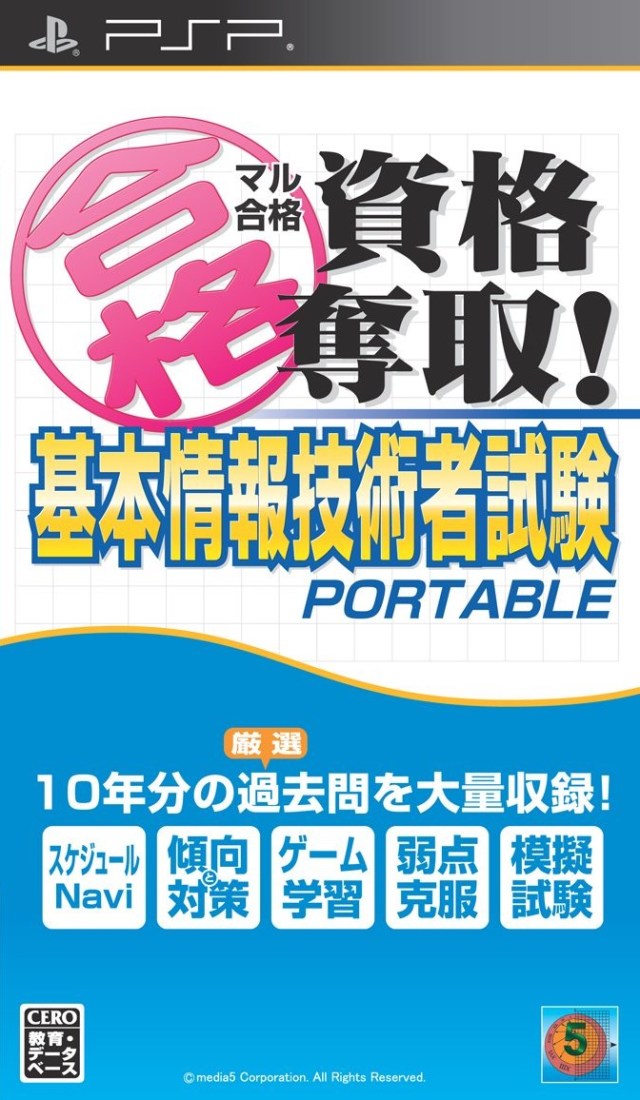 PSP
合格
マル
合格
資格
奪取!
基本情報技術者試験
PORTABLE
厳選
10年分の過去問を大量収録!
スケジュール
Navi
傾向
と
対策
ゲーム
学習
弱点
克服
模擬
試験
CERO
教育・
データ
ベース
©media5 Corporation. All Rights Reserved.
5